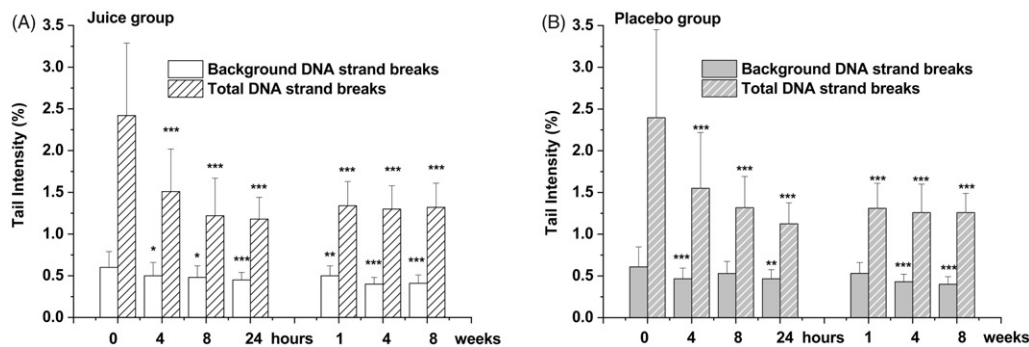 (A) Juice group
Background DNA strand breaks
Total DNA strand breaks
Tail Intensity (%)
3.5
3.0
2.5
2.0
1.5
1.0
0.5
0.0
*** *** *** *** *** ***
* * *** ** *** ***
0 4 8 24 hours 1 4 8 weeks
(B) Placebo group
Background DNA strand breaks
Total DNA strand breaks
Tail Intensity (%)
3.5
3.0
2.5
2.0
1.5
1.0
0.5
0.0
*** *** *** *** *** ***
*** ** *** ***
0 4 8 24 hours 1 4 8 weeks